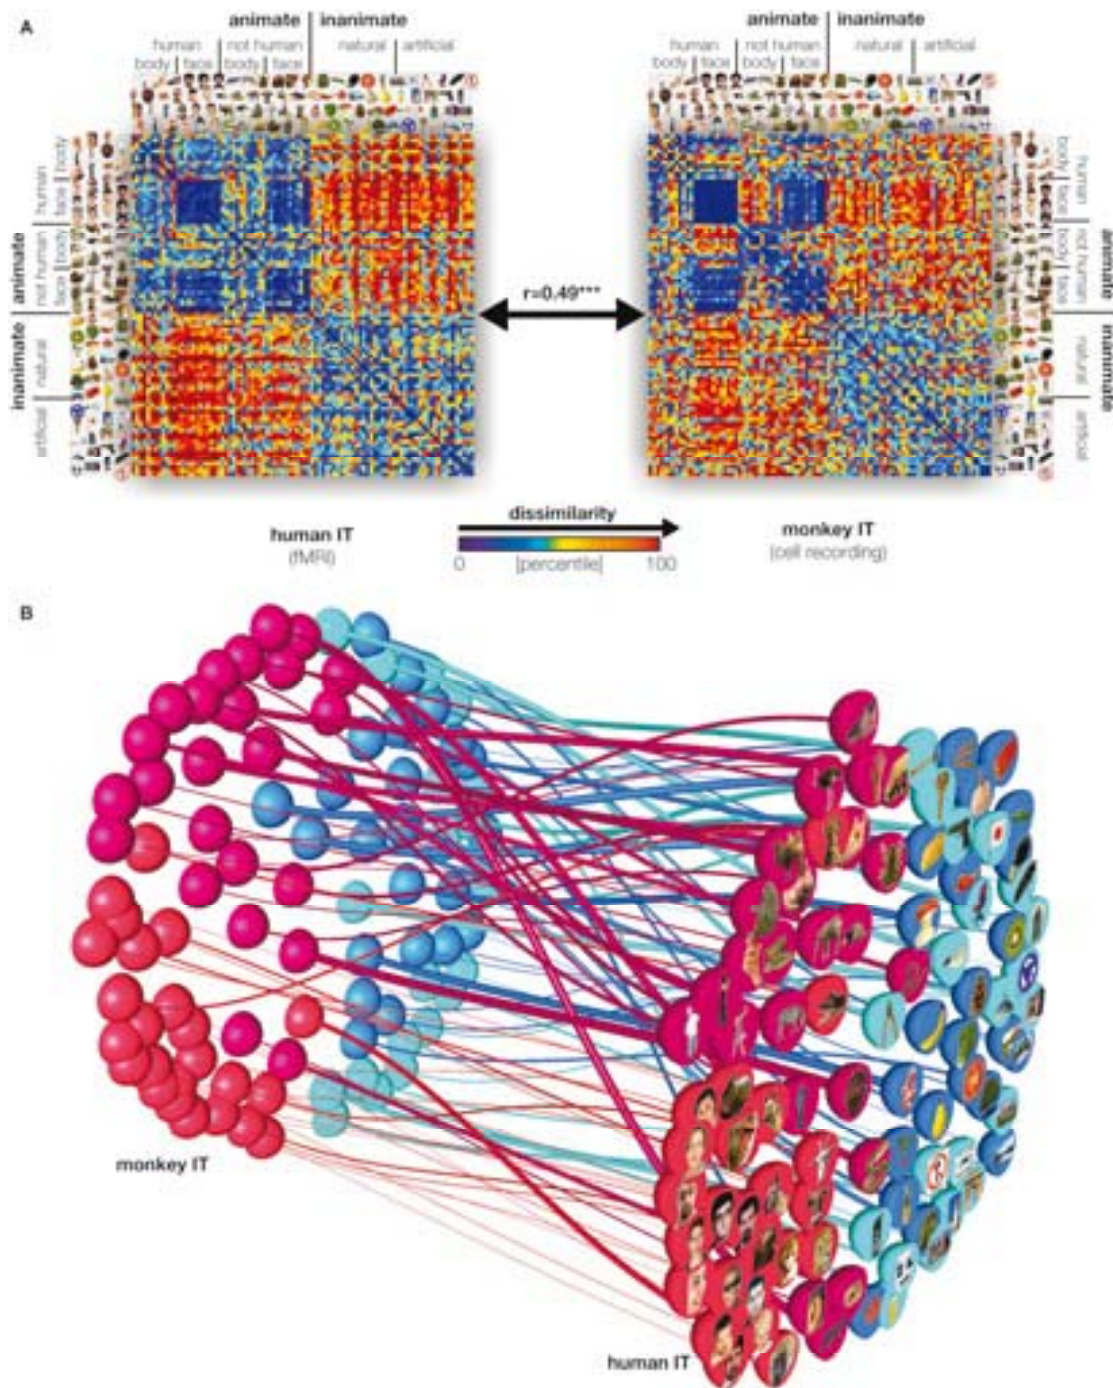 A
animate inanimate
human not human natural artificial
body face body face
animate inanimate
human not human natural artificial
body face body face
animate
inanimate
human
not human
natural
artificial
body
face
body
face
r=0.49***
human
not human
natural
artificial
body
face
body
face
animate
inanimate
human IT
(fMRI)
dissimilarity
0 [percentile] 100
monkey IT
(cell recording)
B
monkey IT
human IT